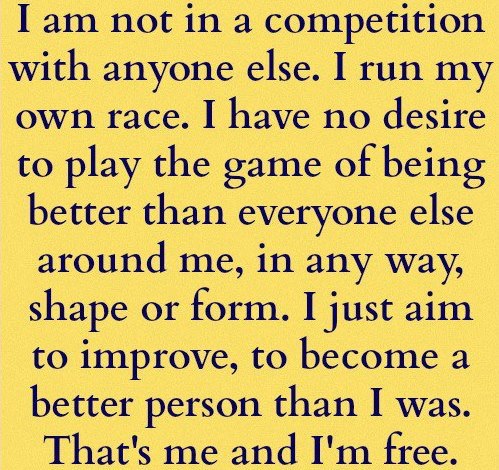 I am not in a competition
with anyone else. I run my
own race. I have no desire
to play the game of being
better than everyone else
around me, in any way,
shape or form. I just aim
to improve, to become a
better person than I was.
That's me and I'm free.